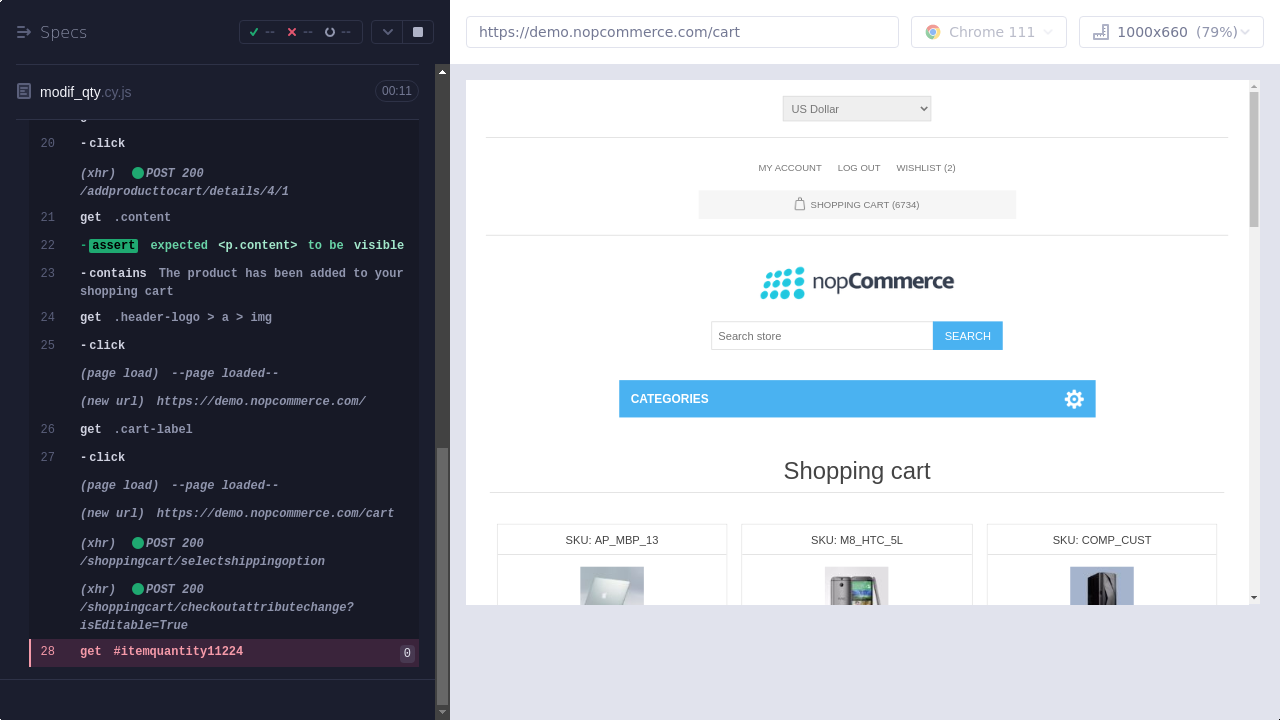 Specs
--
--
--
https://demo.nopcommerce.com/cart
Chrome 111
1000x660 (79%)
modif_qty.cy.js
00:11
20 -click
(xhr) POST 200
/addproducttocart/details/4/1
21 get .content
22 -assert expected <p.content> to be visible
23 -contains The product has been added to your
shopping cart
24 get .header-logo > a > img
25 -click
(page load) --page loaded--
(new url) https://demo.nopcommerce.com/
26 get .cart-label
27 -click
(page load) --page loaded--
(new url) https://demo.nopcommerce.com/cart
(xhr) POST 200
/shoppingcart/selectshippingoption
(xhr) POST 200
/shoppingcart/checkoutattributechange?
isEditable=True
28 get #itemquantity11224 0
US Dollar
MY ACCOUNT LOG OUT WISHLIST (2)
SHOPPING CART (6734)
nopCommerce
Search store SEARCH
CATEGORIES
Shopping cart
SKU: AP_MBP_13
SKU: M8_HTC_5L
SKU: COMP_CUST